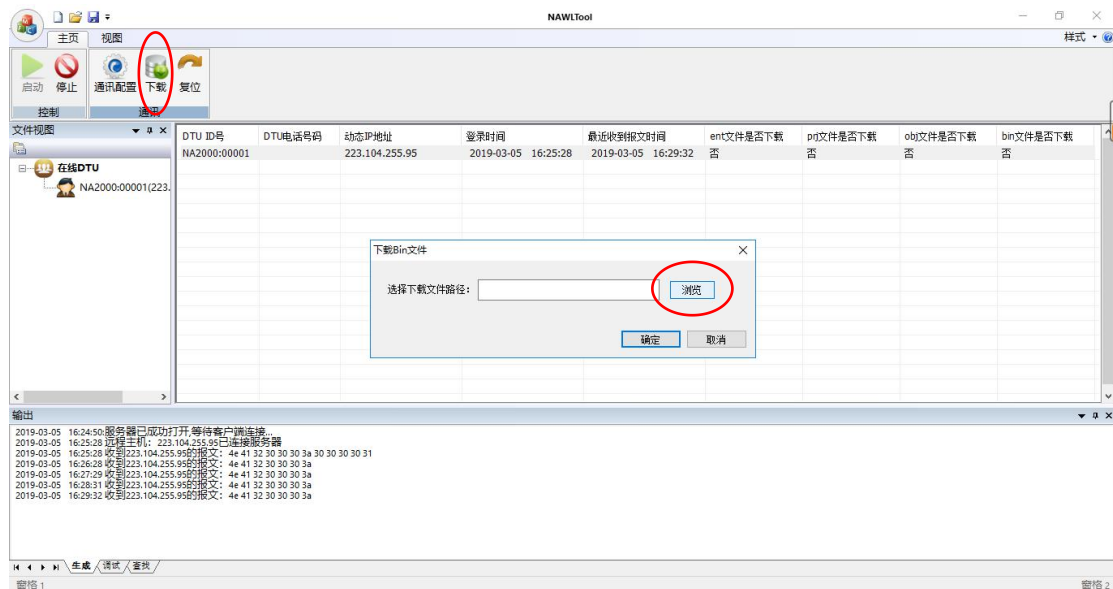 NAWLTool
主页 视图 样式
启动 停止 通讯配置 下载 复位
控制 通讯
文件视图
在线DTU
NA2000:00001(223.
DTU ID号 DTU电话号码 动态IP地址 登录时间 最近收到报文时间 ent文件是否下载 prj文件是否下载 obj文件是否下载 bin文件是否下载
NA2000:00001 223.104.255.95 2019-03-05 16:25:28 2019-03-05 16:29:32 否 否 否 否
下载Bin文件
选择下载文件路径: 浏览
确定 取消
输出
2019-03-05 16:24:50:服务器已成功打开,等待客户端连接...
2019-03-05 16:25:28 远程主机: 223.104.255.95已连接服务器
2019-03-05 16:25:28 收到223.104.255.95的报文: 4e 41 32 30 30 30 3a 30 30 30 30 31
2019-03-05 16:26:28 收到223.104.255.95的报文: 4e 41 32 30 30 30 3a
2019-03-05 16:27:29 收到223.104.255.95的报文: 4e 41 32 30 30 30 3a
2019-03-05 16:28:31 收到223.104.255.95的报文: 4e 41 32 30 30 30 3a
2019-03-05 16:29:32 收到223.104.255.95的报文: 4e 41 32 30 30 30 3a
生成 调试 查找
窗格 1 窗格 2